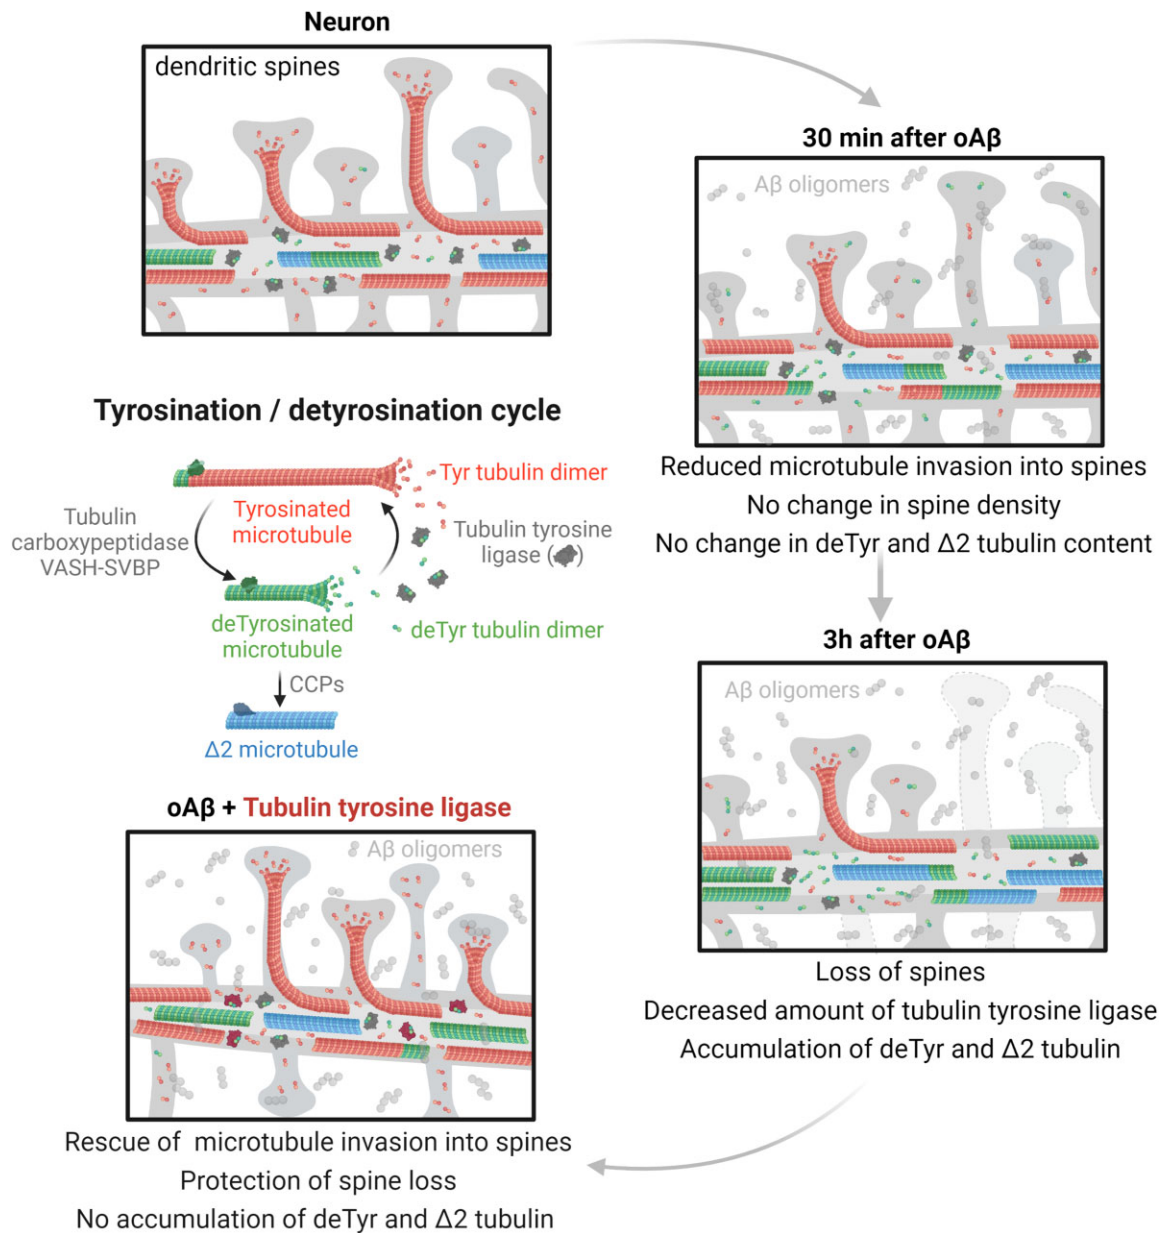 Neuron
dendritic spines
30 min after oAβ
Aβ oligomers
Reduced microtubule invasion into spines
No change in spine density
No change in deTyr and Δ2 tubulin content
Tyrosination / detyrosination cycle
Tyr tubulin dimer
Tyrosinated
microtubule
Tubulin
carboxypeptidase
VASH-SVBP
Tubulin tyrosine
ligase ( )
deTyrosinated
microtubule
deTyr tubulin dimer
CCPs
Δ2 microtubule
3h after oAβ
Aβ oligomers
Loss of spines
Decreased amount of tubulin tyrosine ligase
Accumulation of deTyr and Δ2 tubulin
oAβ + Tubulin tyrosine ligase
Aβ oligomers
Rescue of microtubule invasion into spines
Protection of spine loss
No accumulation of deTyr and Δ2 tubulin